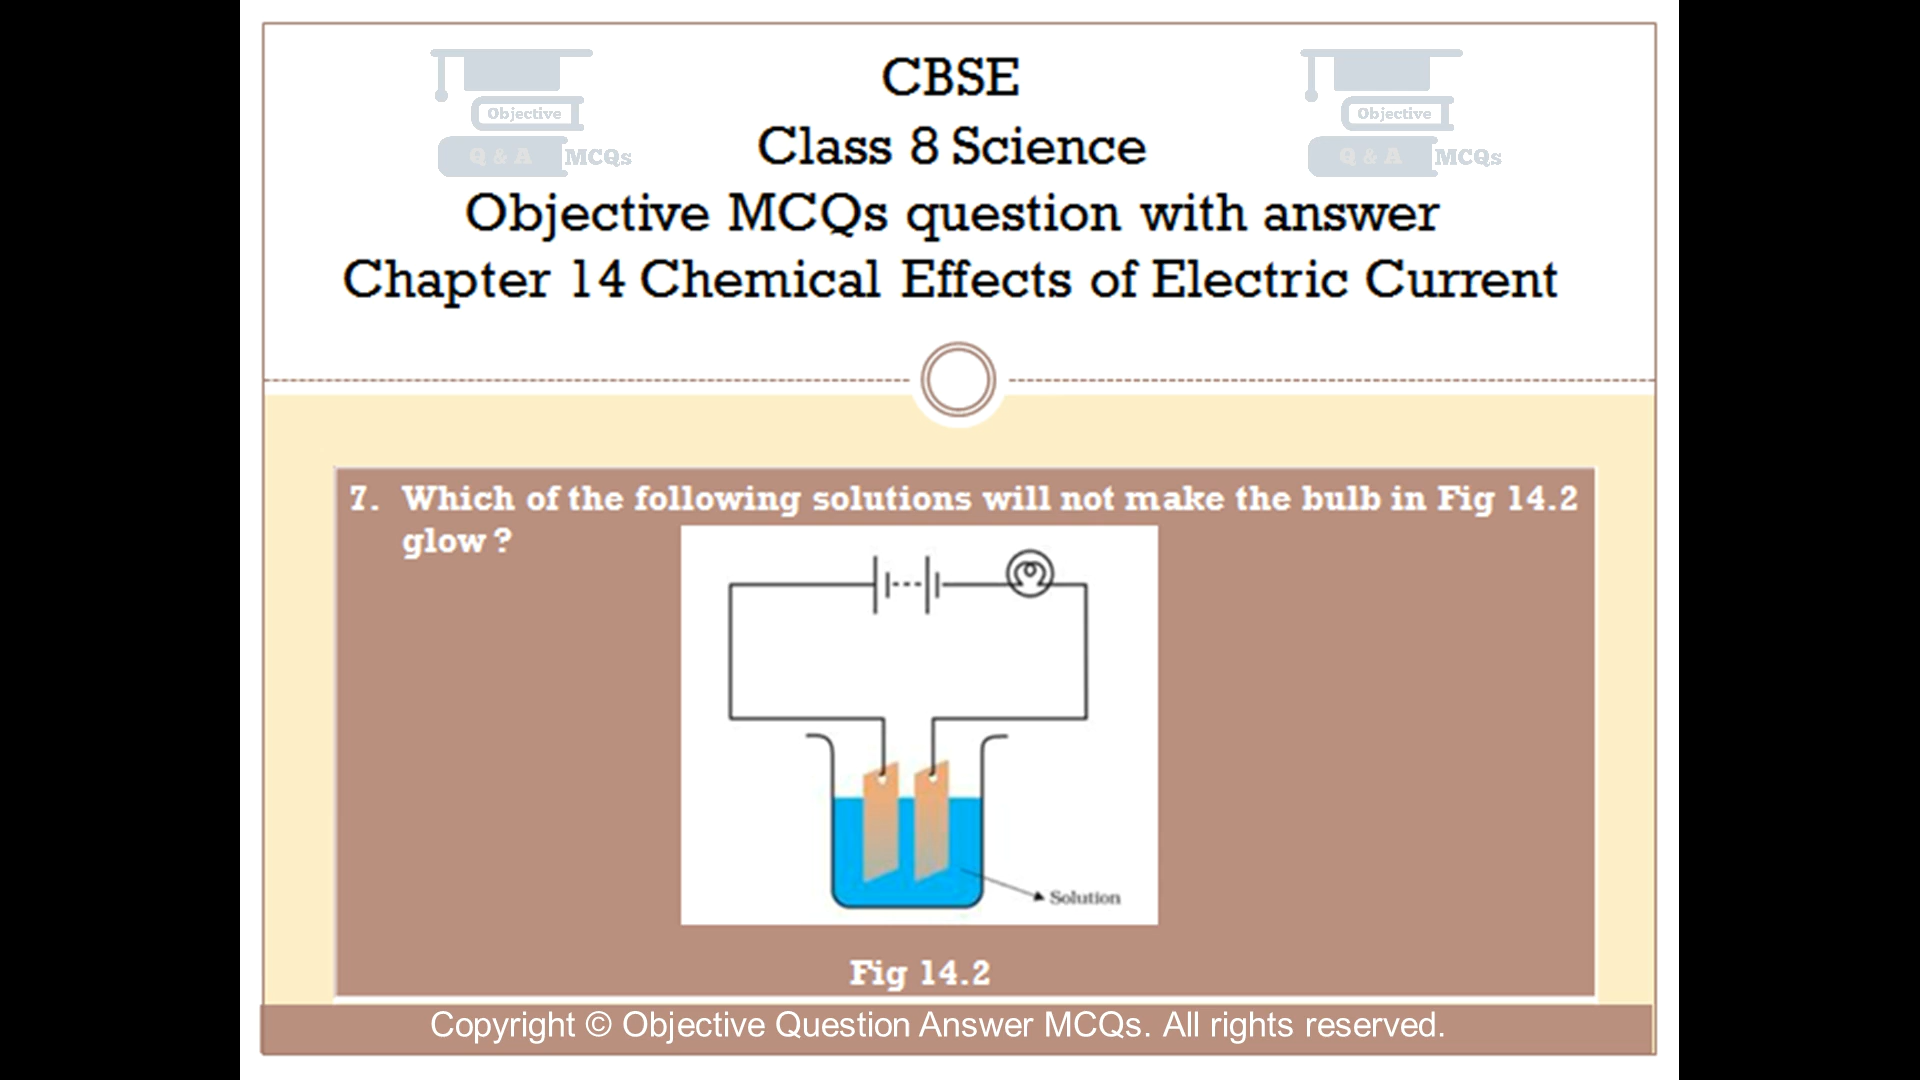 Objective
Q & A MCQs
Objective
Q & A MCQs
CBSE
Class 8 Science
Objective MCQs question with answer
Chapter 14 Chemical Effects of Electric Current
7. Which of the following solutions will not make the bulb in Fig 14.2
glow ?
Solution
Fig 14.2
Copyright © Objective Question Answer MCQs. All rights reserved.